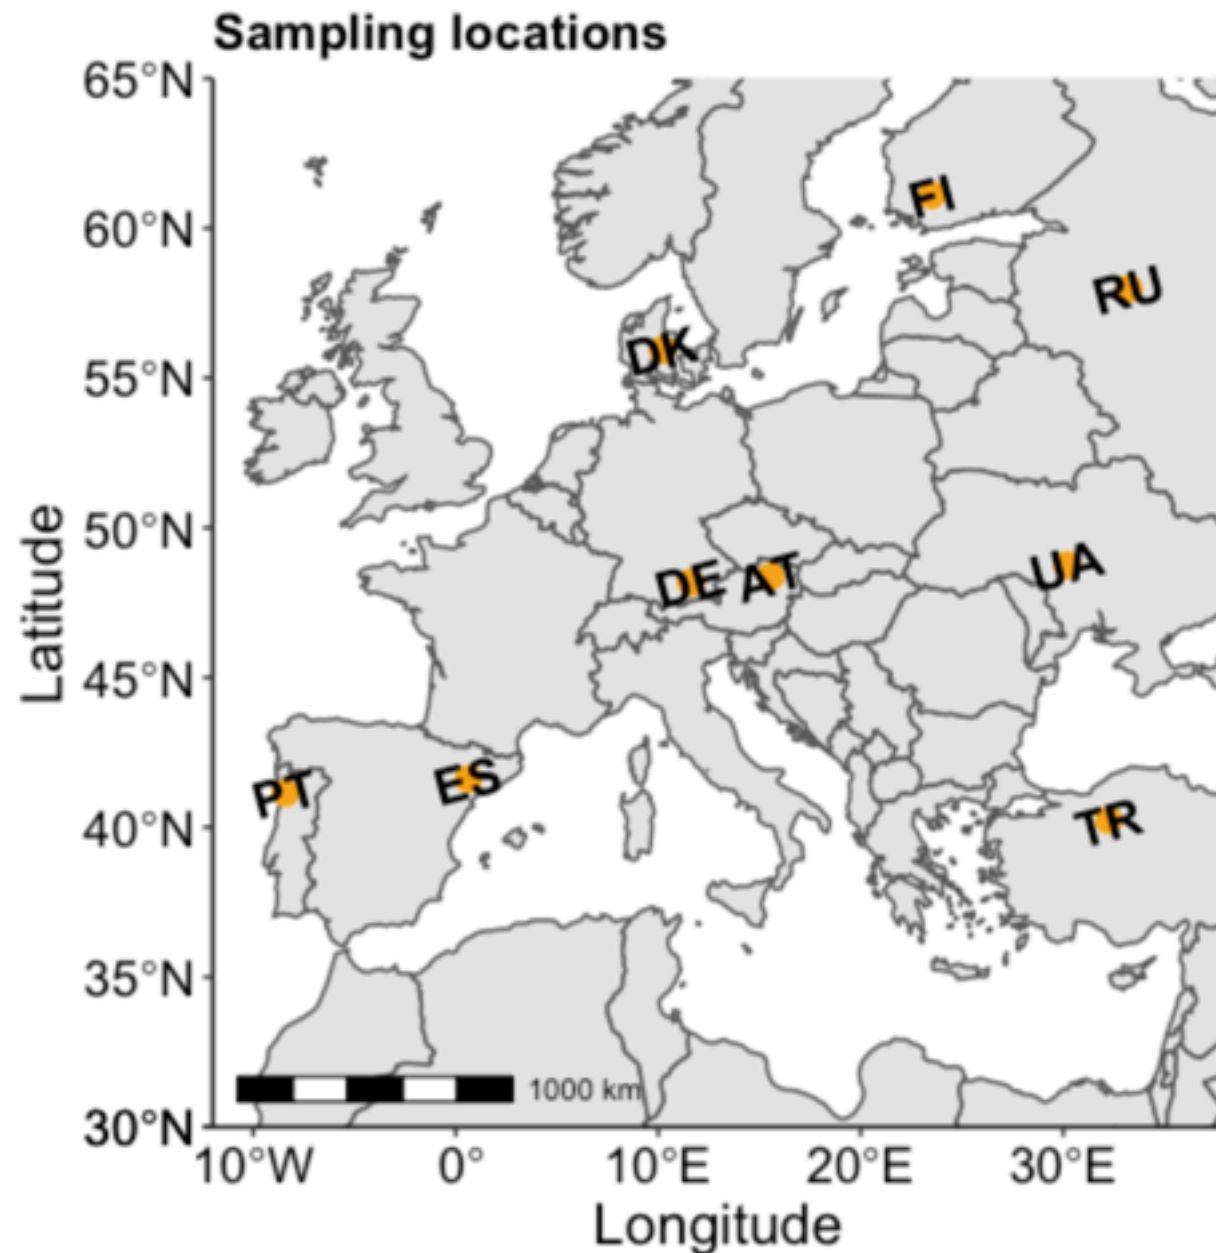 Sampling locations
65°N
60°N
55°N
50°N
45°N
40°N
35°N
30°N
Latitude
FI
RU
DK
DE
AT
UA
PT
ES
TR
1000 km
10°W
0°
10°E
20°E
30°E
Longitude